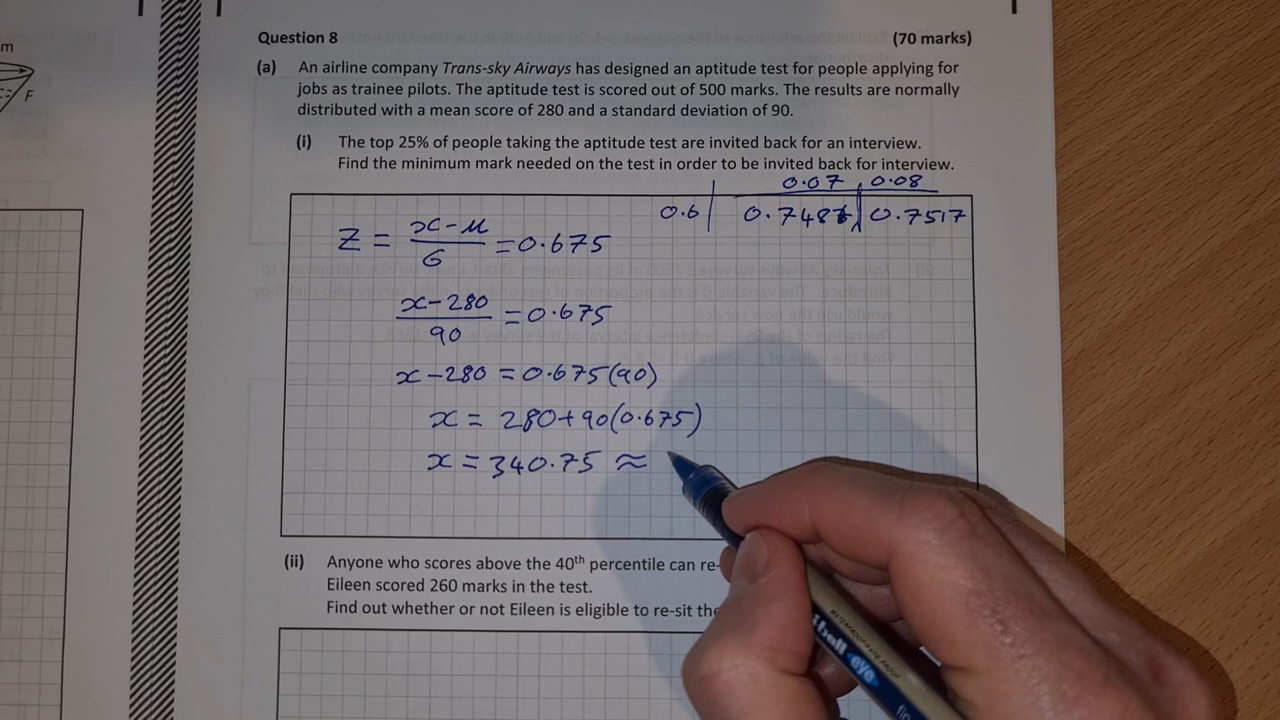 m
F
Question 8 (70 marks)
(a) An airline company Trans-sky Airways has designed an aptitude test for people applying for
jobs as trainee pilots. The aptitude test is scored out of 500 marks. The results are normally
distributed with a mean score of 280 and a standard deviation of 90.
(i) The top 25% of people taking the aptitude test are invited back for an interview.
Find the minimum mark needed on the test in order to be invited back for interview.
0.07 0.08
0.6 0.7486 0.7517
Z = x-μ/σ = 0.675
x-280/90 = 0.675
x-280 = 0.675(90)
x = 280+90(0.675)
x = 340.75 ≈
(ii) Anyone who scores above the 40th percentile can re-
Eileen scored 260 marks in the test.
Find out whether or not Eileen is eligible to re-sit the
eye